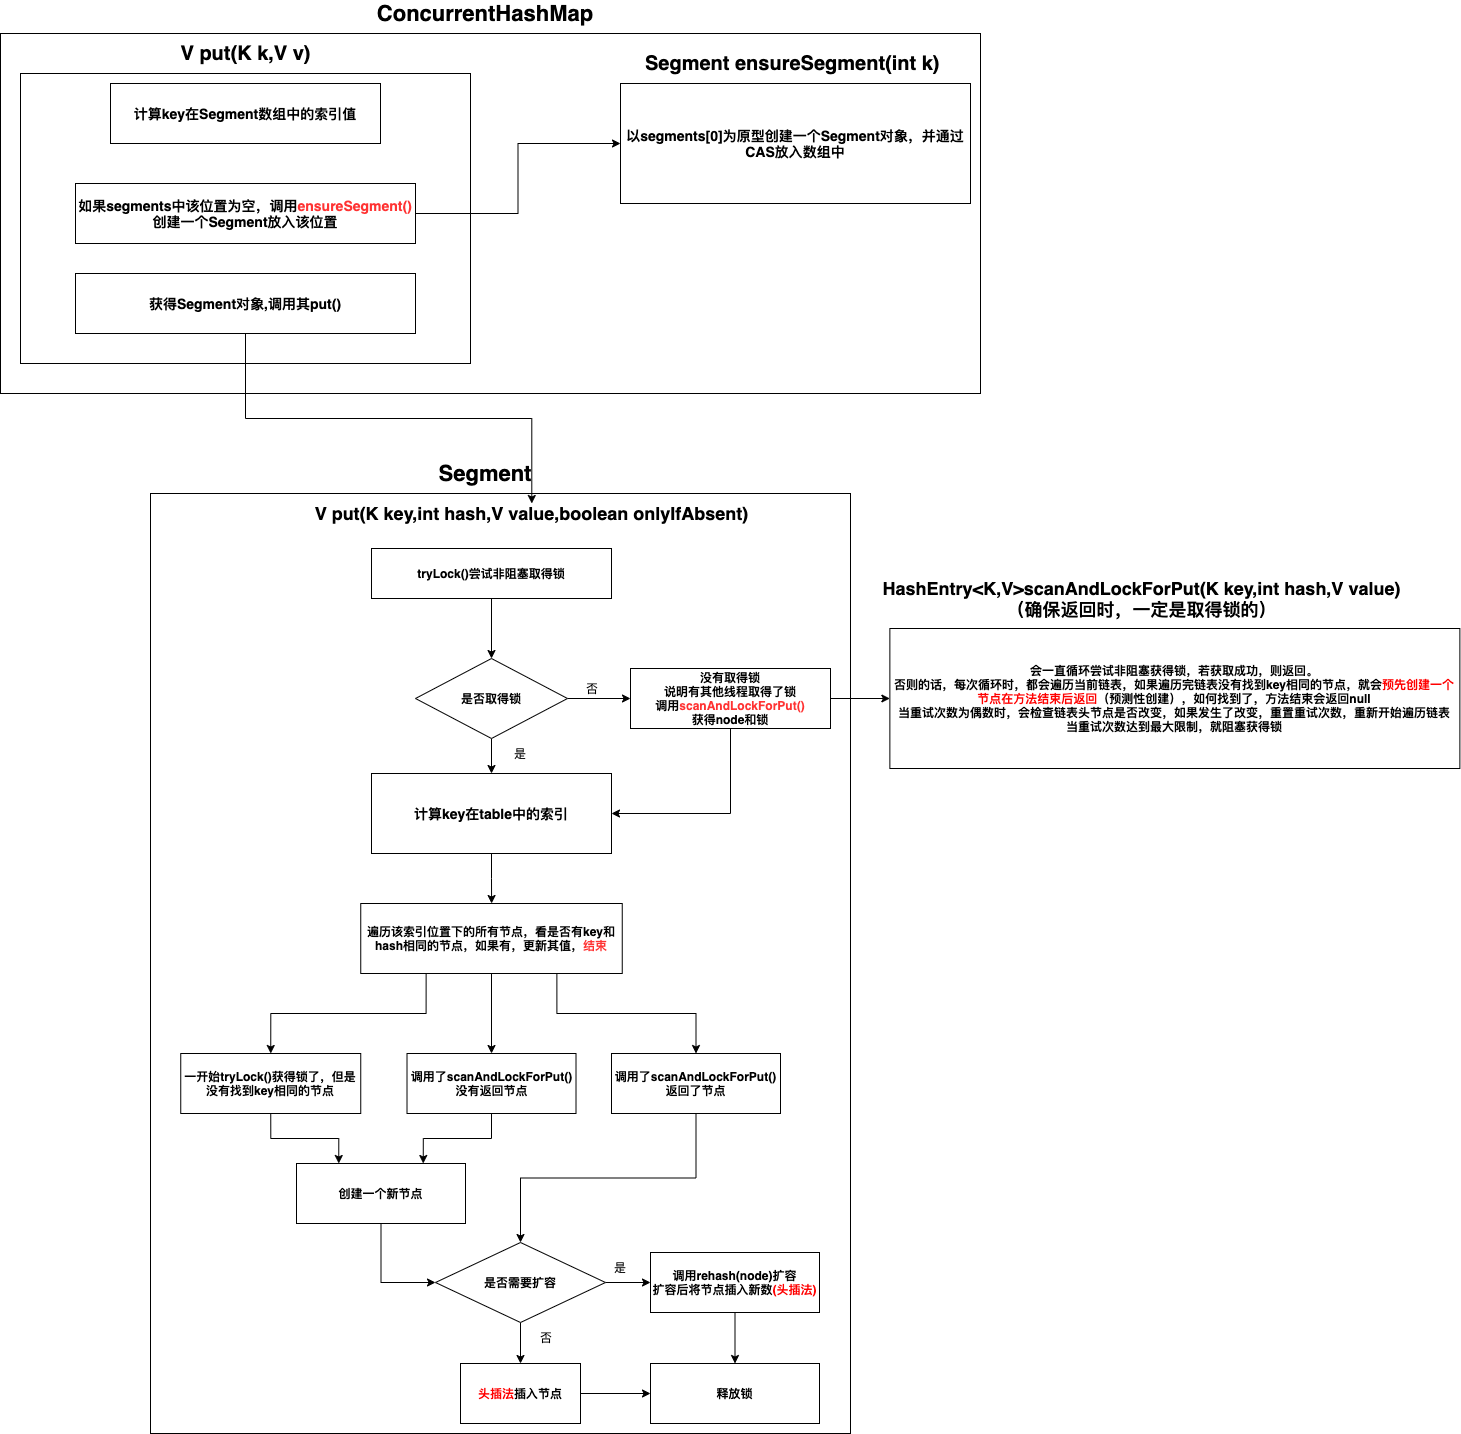 ConcurrentHashMap
V put(K k,V v)
计算key在Segment数组中的索引值
如果segments中该位置为空，调用ensureSegment()
创建一个Segment放入该位置
获得Segment对象,调用其put()
Segment ensureSegment(int k)
以segments[0]为原型创建一个Segment对象，并通过
CAS放入数组中
Segment
V put(K key,int hash,V value,boolean onlyIfAbsent)
tryLock()尝试非阻塞取得锁
是否取得锁
否
没有取得锁
说明有其他线程取得了锁
调用scanAndLockForPut()
获得node和锁
HashEntry<K,V>scanAndLockForPut(K key,int hash,V value)
（确保返回时，一定是取得锁的）
会一直循环尝试非阻塞获得锁，若获取成功，则返回。
否则的话，每次循环时，都会遍历当前链表，如果遍历完链表没有找到key相同的节点，就会预先创建一个
节点在方法结束后返回（预测性创建），如何找到了，方法结束会返回null
当重试次数为偶数时，会检查链表头节点是否改变，如果发生了改变，重置重试次数，重新开始遍历链表
当重试次数达到最大限制，就阻塞获得锁
是
计算key在table中的索引
遍历该索引位置下的所有节点，看是否有key和
hash相同的节点，如果有，更新其值，结束
一开始tryLock()获得锁了，但是
没有找到key相同的节点
调用了scanAndLockForPut()
没有返回节点
调用了scanAndLockForPut()
返回了节点
创建一个新节点
是否需要扩容
是
调用rehash(node)扩容
扩容后将节点插入新数(头插法)
否
头插法插入节点
释放锁